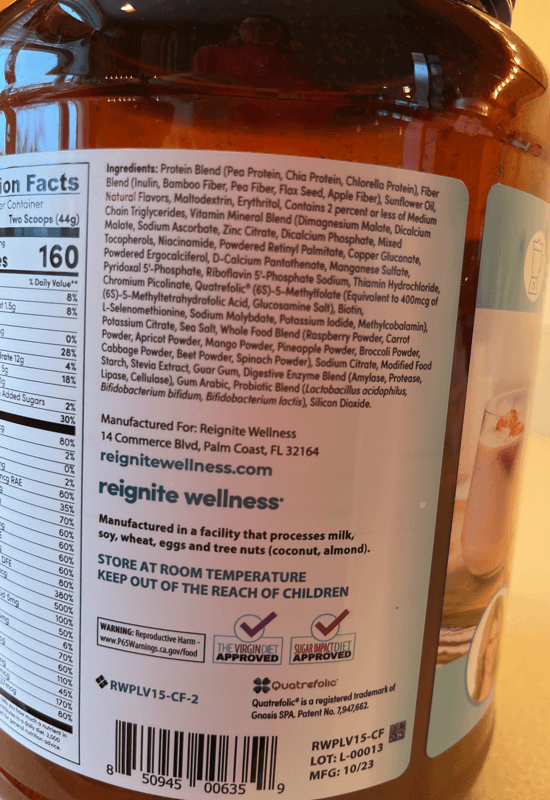 ion Facts
er Container
Two Scoops (44g)
160
% Daily Value**
8%
1.5g 8%
0%
28%
rate 12g 4%
5g 18%
Added Sugars 2%
30%
80%
2%
0%
mcg RAE 2%
80%
35%
70%
60%
60%
DFE 60%
60%
80%
380%
5mg 500%
100%
50%
6%
70%
60%
110%
45%
170%
80%
Ingredients: Protein Blend (Pea Protein, Chia Protein, Chlorella Protein), Fiber
Blend (Inulin, Bamboo Fiber, Pea Fiber, Flax Seed, Apple Fiber), Sunflower Oil,
Natural Flavors, Maltodextrin, Erythritol, Contains 2 percent or less of Medium
Chain Triglycerides, Vitamin Mineral Blend (Dimagnesium Malate, Dicalcium
Malate, Sodium Ascorbate, Zinc Citrate, Dicalcium Phosphate, Mixed
Tocopherols, Niacinamide, Powdered Retinyl Palmitate, Copper Gluconate,
Powdered Ergocalciferol, D-Calcium Pantothenate, Manganese Sulfate,
Pyridoxal 5'-Phosphate, Riboflavin 5'-Phosphate Sodium, Thiamin Hydrochloride,
Chromium Picolinate, Quatrefolic® (6S)-5-Methylfolate (Equivalent to 400mcg of
(6S)-5-Methyltetrahydrofolic Acid, Glucosamine Salt), Biotin,
L-Selenomethionine, Sodium Molybdate, Potassium Iodide, Methylcobalamin),
Potassium Citrate, Sea Salt, Whole Food Blend (Raspberry Powder, Carrot
Powder, Apricot Powder, Mango Powder, Pineapple Powder, Broccoli Powder,
Cabbage Powder, Beet Powder, Spinach Powder), Sodium Citrate, Modified Food
Starch, Stevia Extract, Guar Gum, Digestive Enzyme Blend (Amylase, Protease,
Lipase, Cellulase), Gum Arabic, Probiotic Blend (Lactobacillus acidophilus,
Bifidobacterium bifidum, Bifidobacterium lactis), Silicon Dioxide.
Manufactured For: Reignite Wellness
14 Commerce Blvd, Palm Coast, FL 32164
reignitewellness.com
reignite wellness
Manufactured in a facility that processes milk,
soy, wheat, eggs and tree nuts (coconut, almond).
STORE AT ROOM TEMPERATURE
KEEP OUT OF THE REACH OF CHILDREN
WARNING: Reproductive Harm -
www.P65Warnings.ca.gov/food
THE VIRGIN DIET
APPROVED
SUGAR IMPACT DIET
APPROVED
RWPLV15-CF-2
Quatrefolic®
Quatrefolic® is a registered trademark of
Gnosis SPA. Patent No. 7,947,662.
8 50945 00635 9
RWPLV15-CF
LOT: L-00013
MFG: 10/23